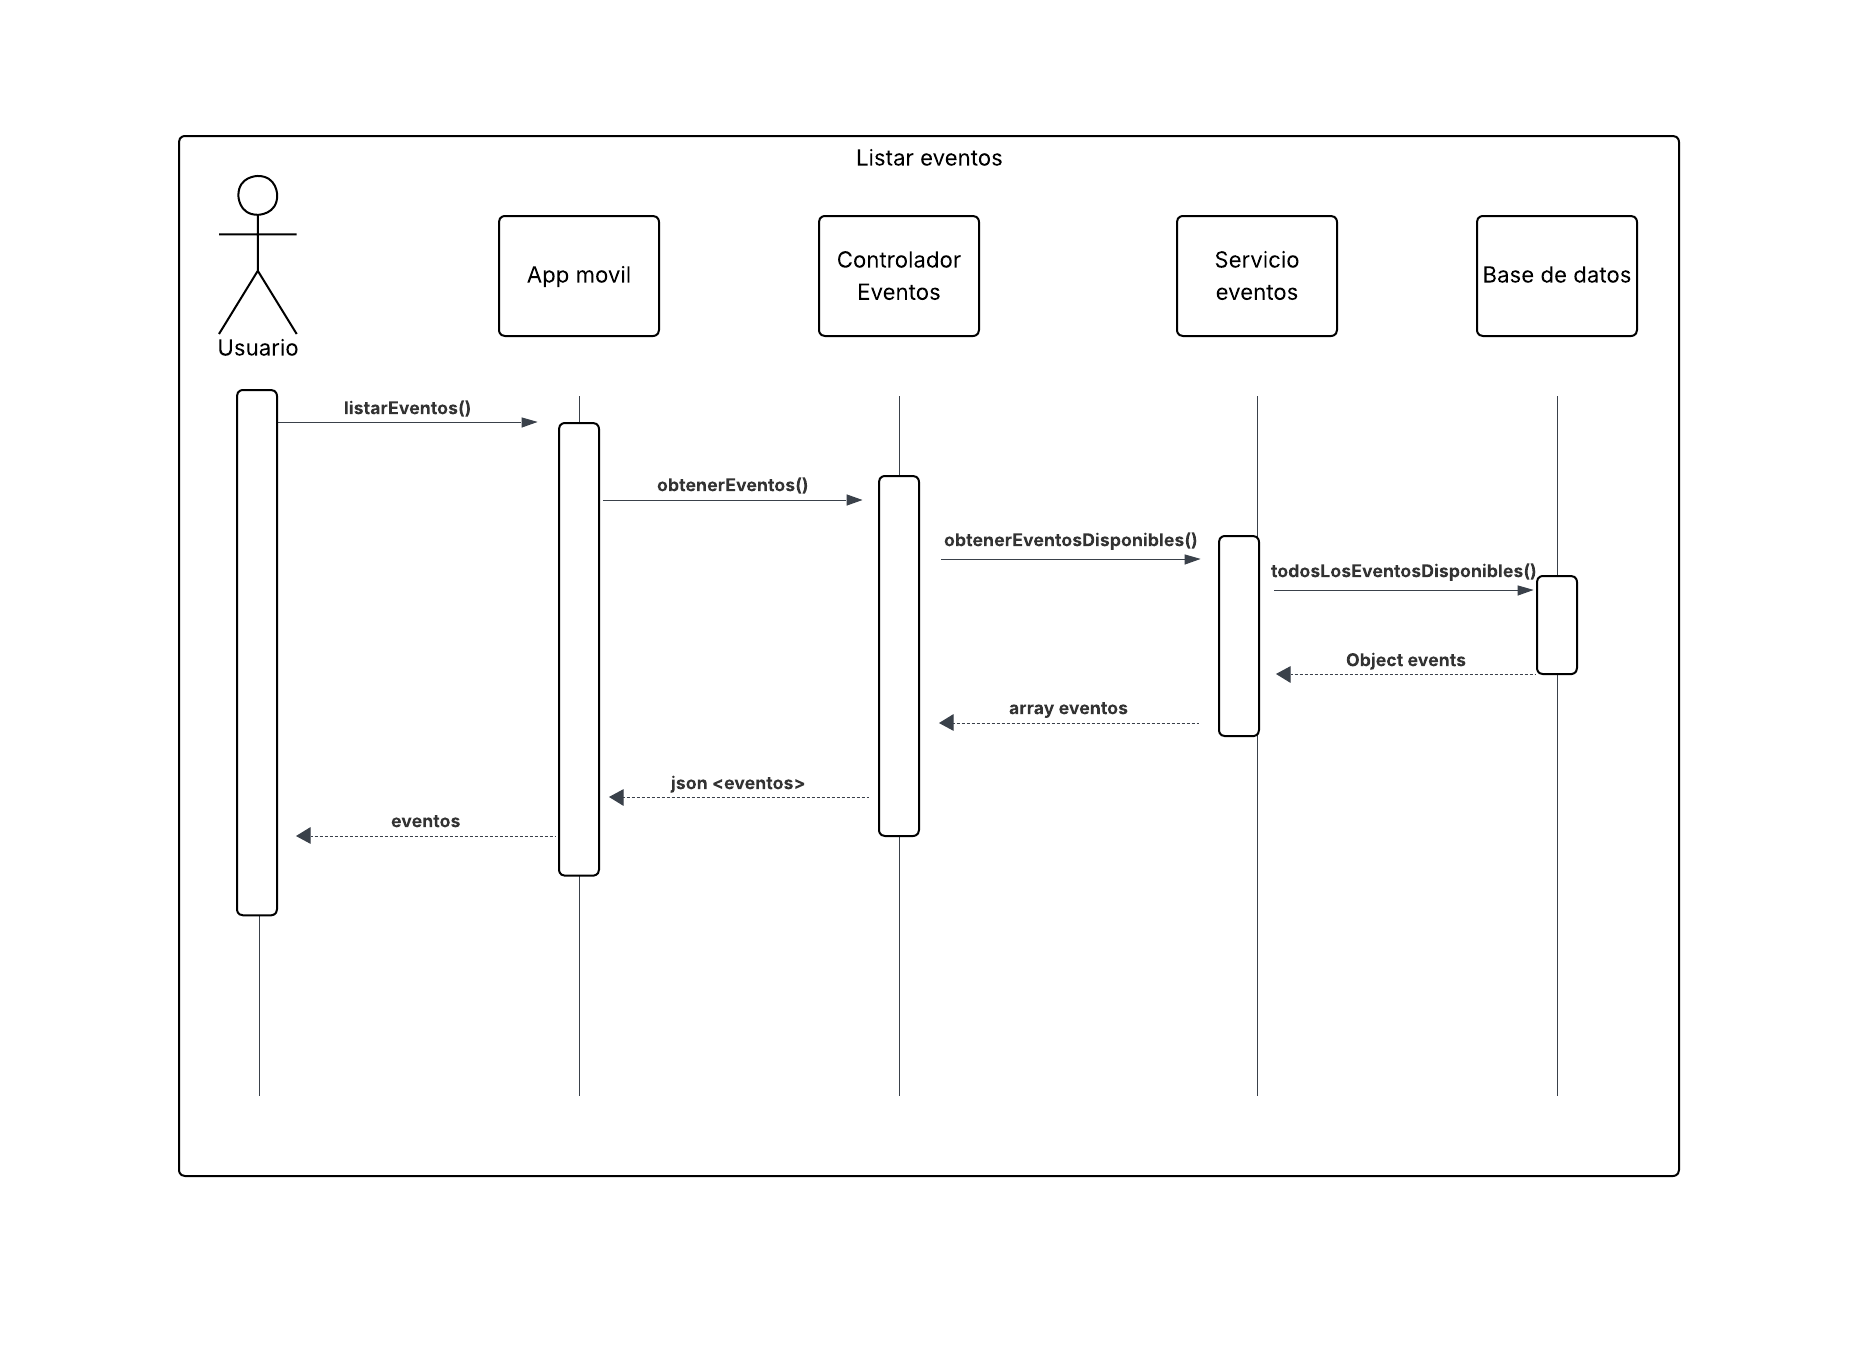 Listar eventos
Usuario
App movil
Controlador
Eventos
Servicio
eventos
Base de datos
listarEventos()
obtenerEventos()
obtenerEventosDisponibles()
todosLosEventosDisponibles()
Object events
array eventos
json <eventos>
eventos